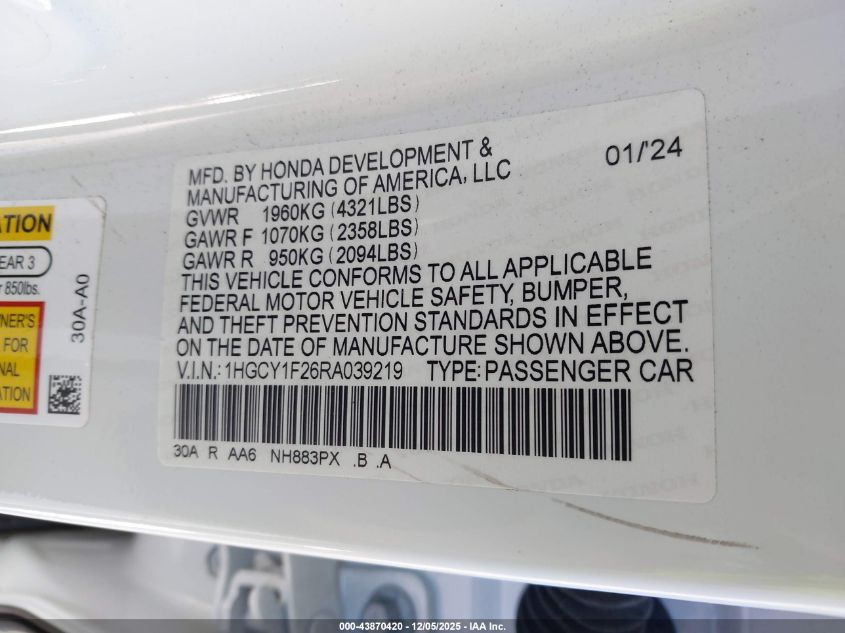 ATION
EAR 3
r 850lbs.
30A-A0
NER'S
FOR
NAL
ATION
MFD. BY HONDA DEVELOPMENT &
MANUFACTURING OF AMERICA, LLC
01/'24
GVWR 1960KG (4321LBS)
GAWR F 1070KG (2358LBS)
GAWR R 950KG (2094LBS)
THIS VEHICLE CONFORMS TO ALL APPLICABLE
FEDERAL MOTOR VEHICLE SAFETY, BUMPER,
AND THEFT PREVENTION STANDARDS IN EFFECT
ON THE DATE OF MANUFACTURE SHOWN ABOVE.
V.I.N.: 1HGCY1F26RA039219 TYPE: PASSENGER CAR
30A R AA6 NH883PX .B .A
000-43870420 - 12/05/2025 - IAA Inc.